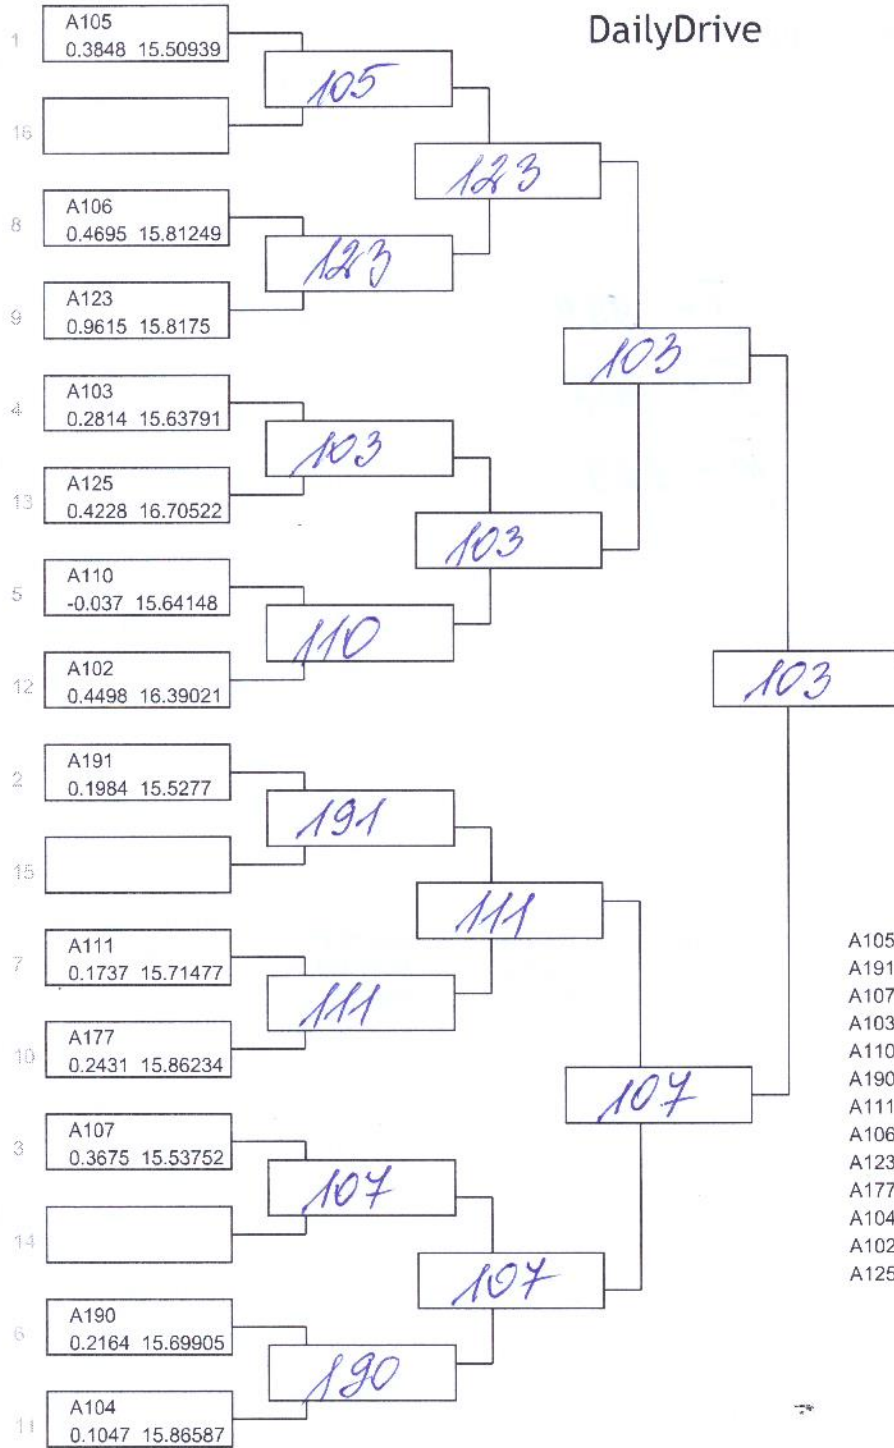 DailyDrive
1
A105
0.3848 15.50939
105
16
123
8
A106
0.4695 15.81249
123
9
A123
0.9615 15.8175
103
4
A103
0.2814 15.63791
103
13
A125
0.4228 16.70522
103
5
A110
-0.037 15.64148
110
12
A102
0.4498 16.39021
103
2
A191
0.1984 15.5277
191
15
111
7
A111
0.1737 15.71477
111
10
A177
0.2431 15.86234
107
3
A107
0.3675 15.53752
107
14
107
6
A190
0.2164 15.69905
190
11
A104
0.1047 15.86587
A105
A191
A107
A103
A110
A190
A111
A106
A123
A177
A104
A102
A125